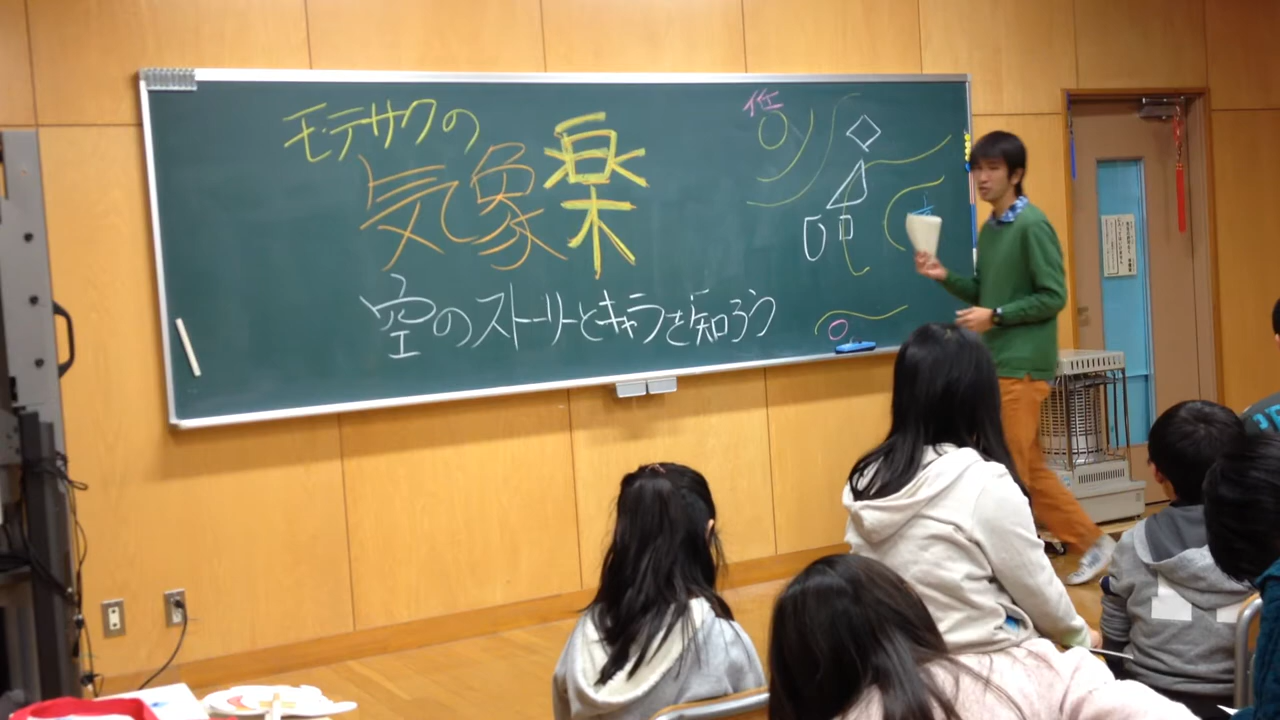 モ・テ・サ・ク の
気象楽
空のストーリーとキャラを知ろう